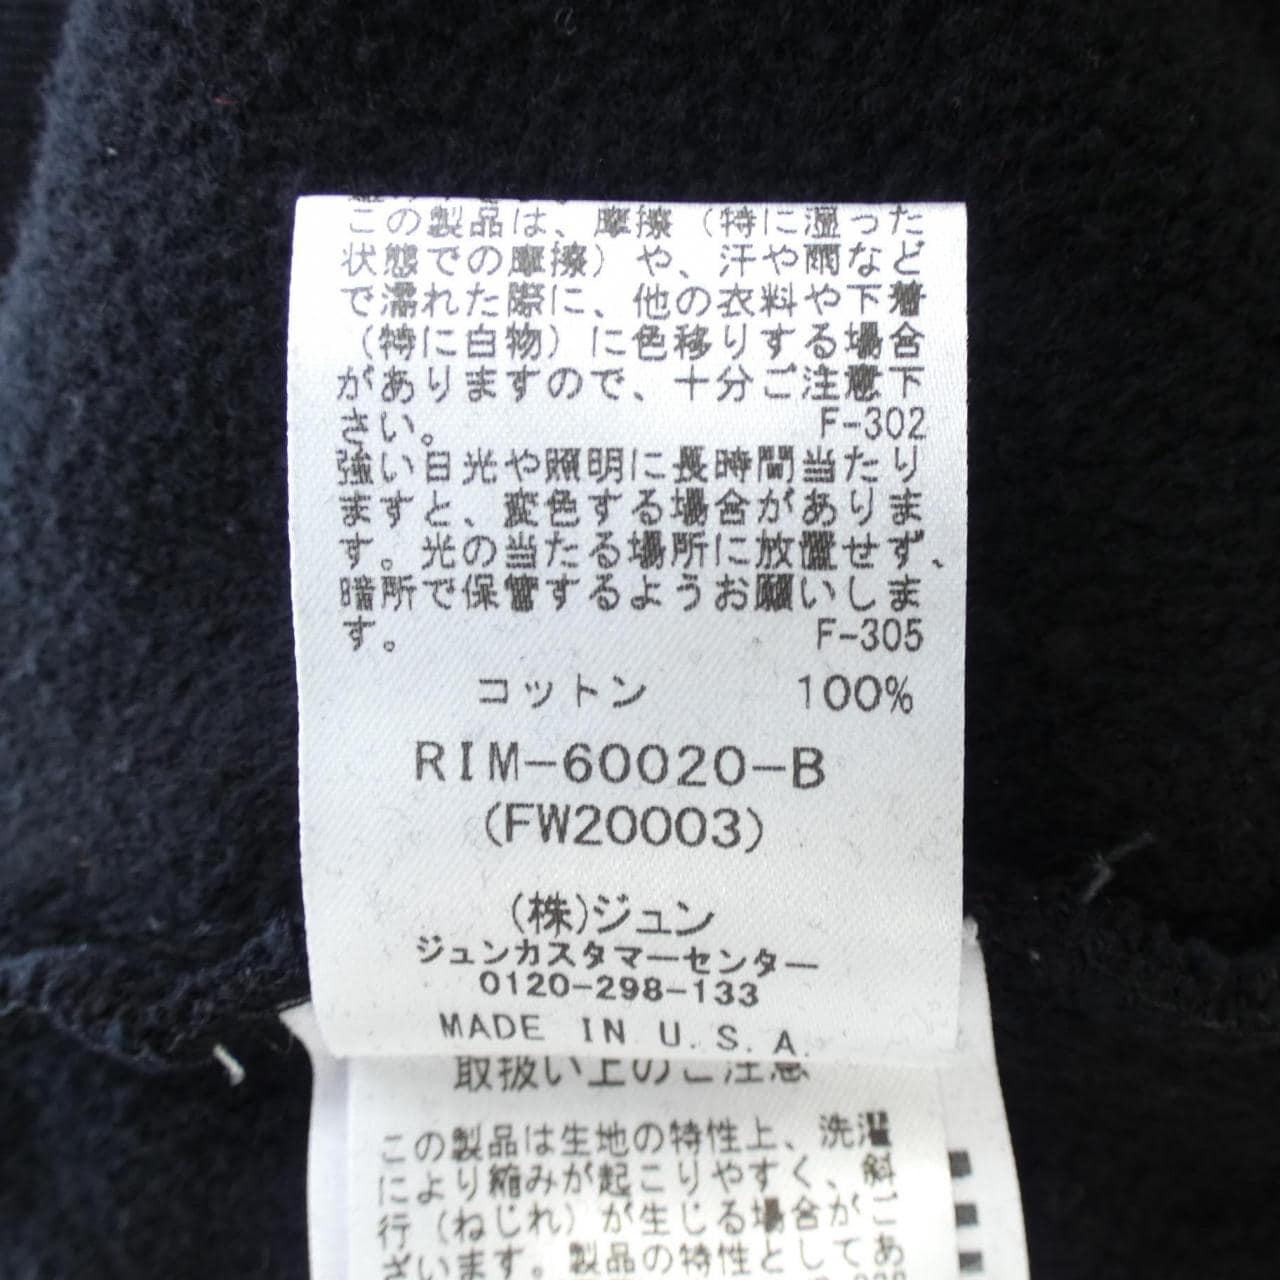 この製品は、摩擦（特に湿った
状態での摩擦）や、汗や雨など
で濡れた際に、他の衣料や下着
（特に白物）に色移りする場合
がありますので、十分ご注意下
さい。 F-302
強い日光や照明に長時間当たり
ますと、変色する場合がありま
す。光の当たる場所に放置せず、
暗所で保管するようお願いしま
す。 F-305
コットン 100%
RIM-60020-B
(FW20003)
(株)ジュン
ジュンカスタマーセンター
0120-298-133
MADE IN U.S.A.
取扱い上のご注意
この製品は生地の特性上、洗濯
により縮みが起こりやすく、斜
行（ねじれ）が生じる場合がご
ざいます。製品の特性としてあ